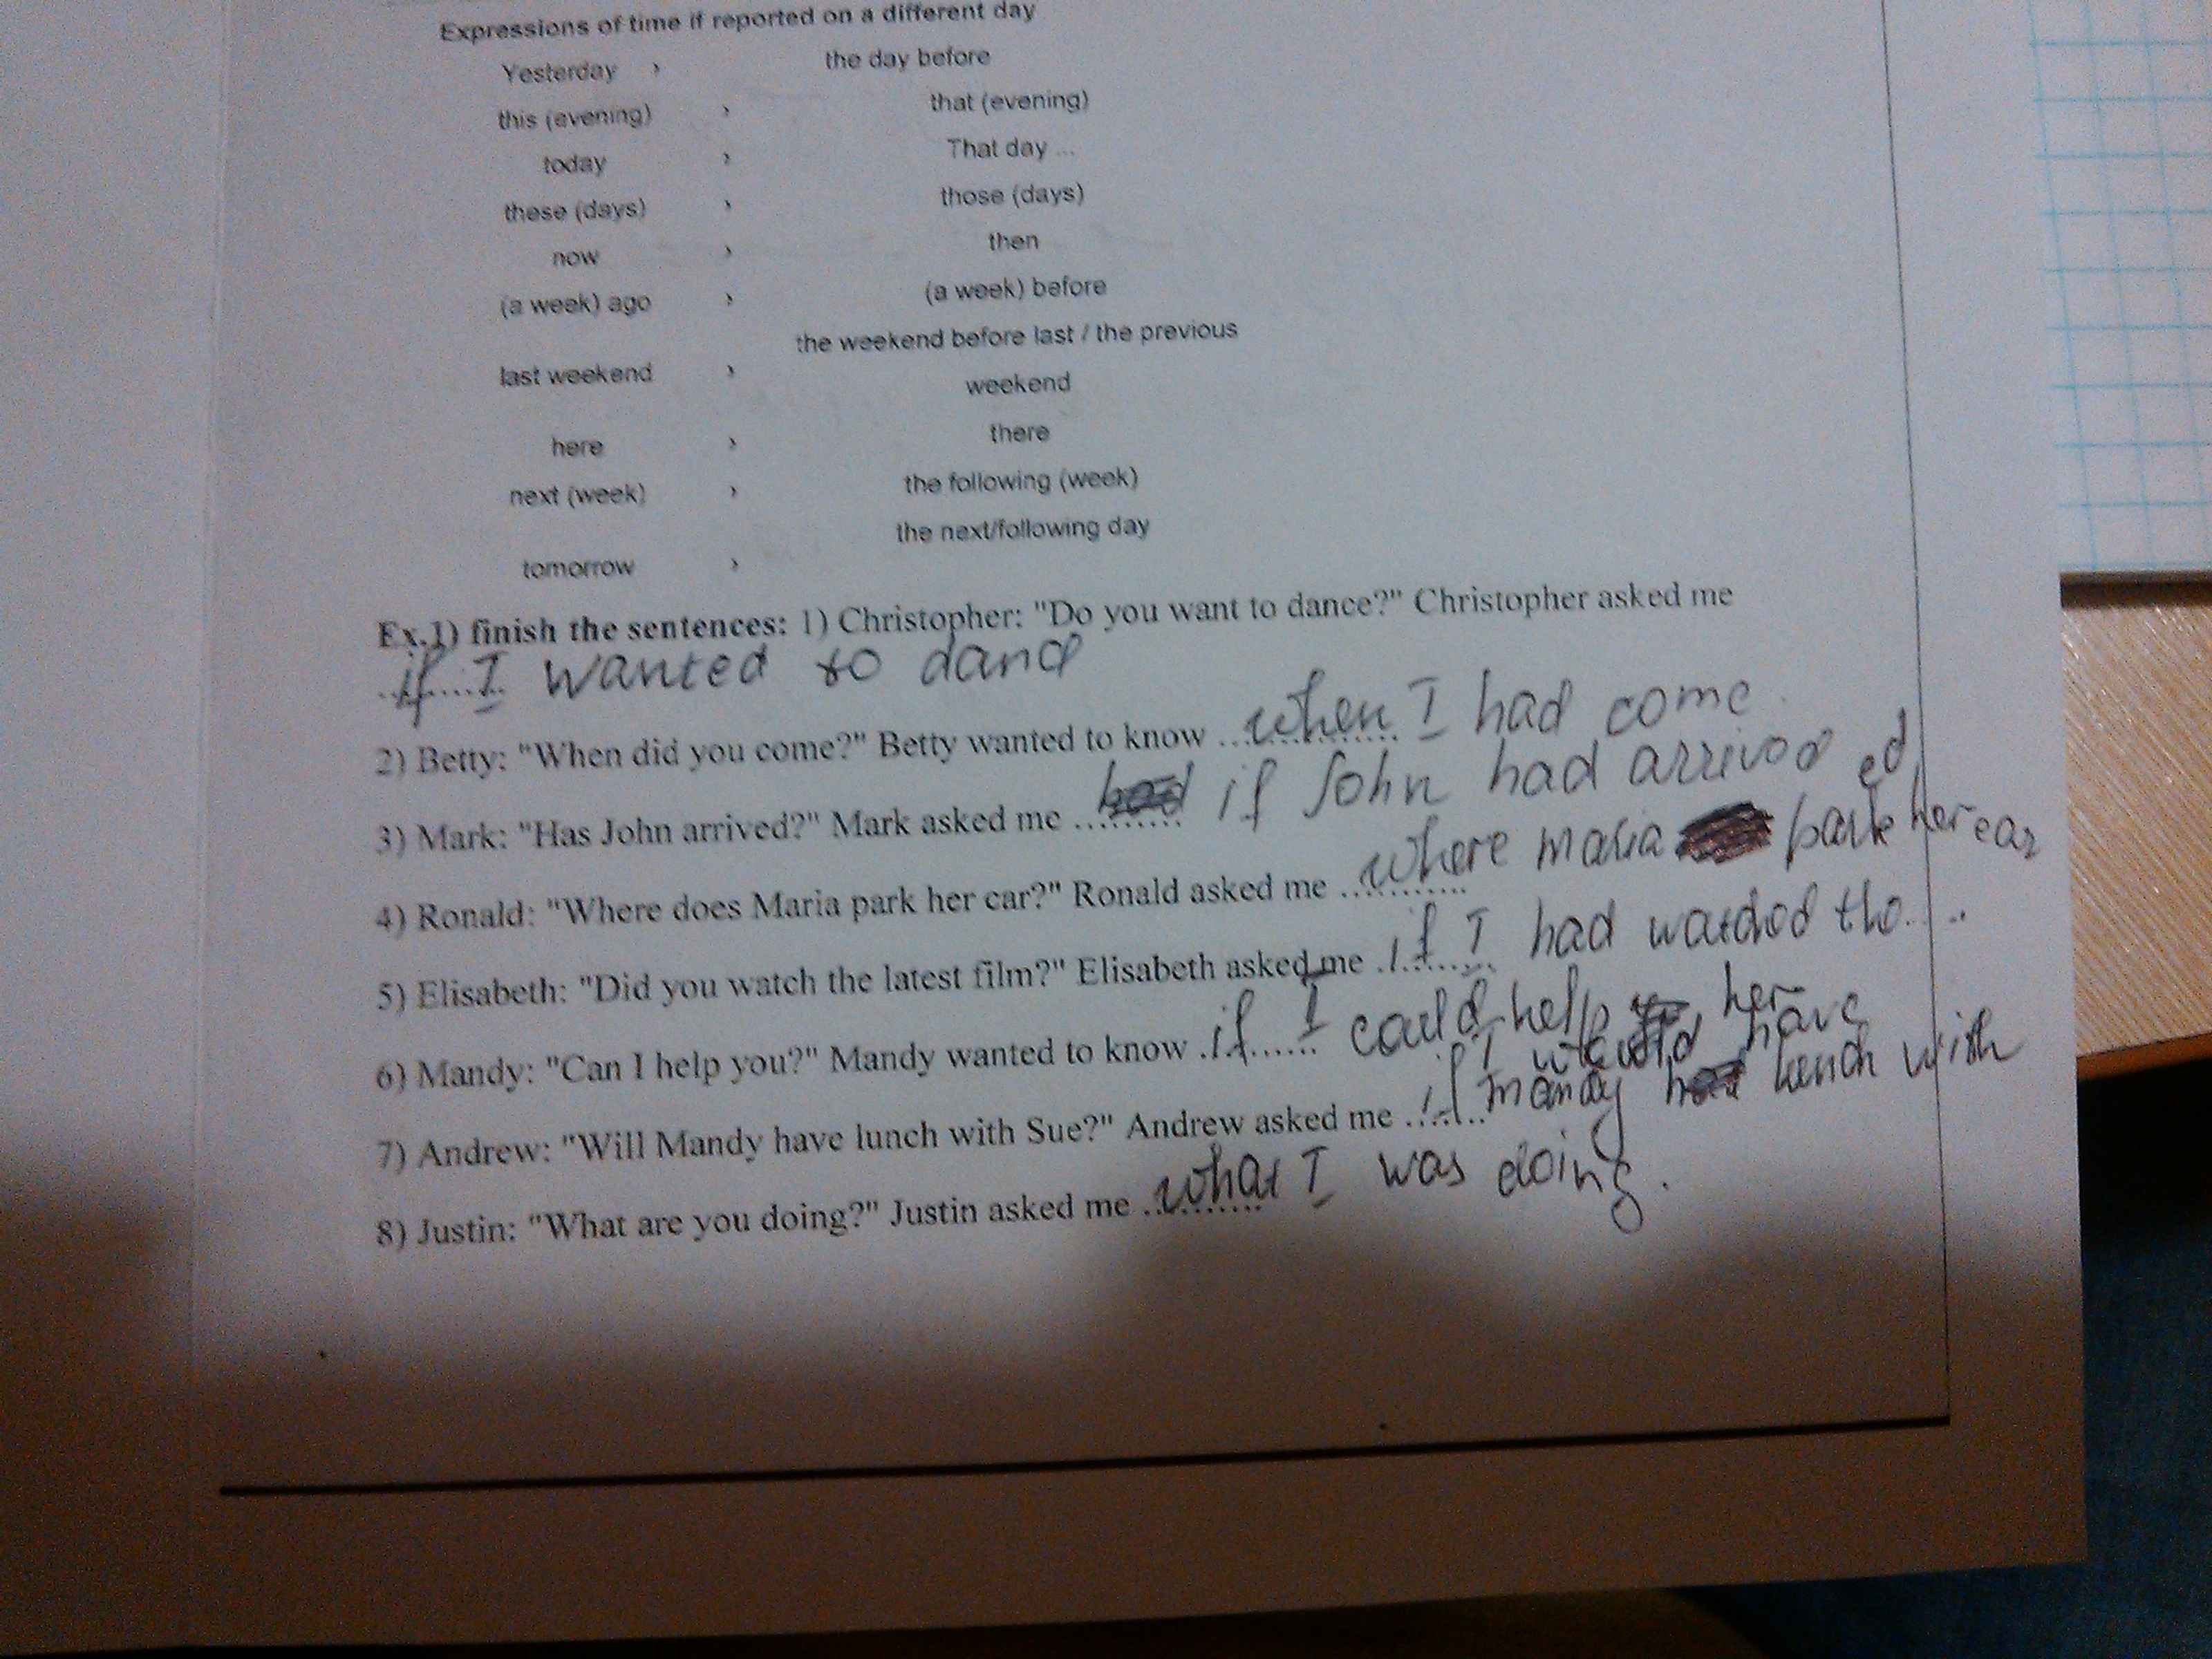 Expressions of time if reported on a different day
Yesterday › the day before
this (evening) › that (evening)
today › That day ...
these (days) › those (days)
now › then
(a week) ago › (a week) before
last weekend › the weekend before last / the previous
weekend
here › there
next (week) › the following (week)
the next/following day
tomorrow ›
Ex.1) finish the sentences: 1) Christopher: "Do you want to dance?" Christopher asked me
if I wanted to
2) Betty: "When did you come?" Betty wanted to know when I had come.
3) Mark: "Has John arrived?" Mark asked me if John had arrived ed
4) Ronald: "Where does Maria park her car?" Ronald asked me where maria park her car
5) Elisabeth: "Did you watch the latest film?" Elisabeth asked me if I had the...
6) Mandy: "Can I help you?" Mandy wanted to know if I could help her
I would have
7) Andrew: "Will Mandy have lunch with Sue?" Andrew asked me if mandy lunch with
8) Justin: "What are you doing?" Justin asked me what I was doing.